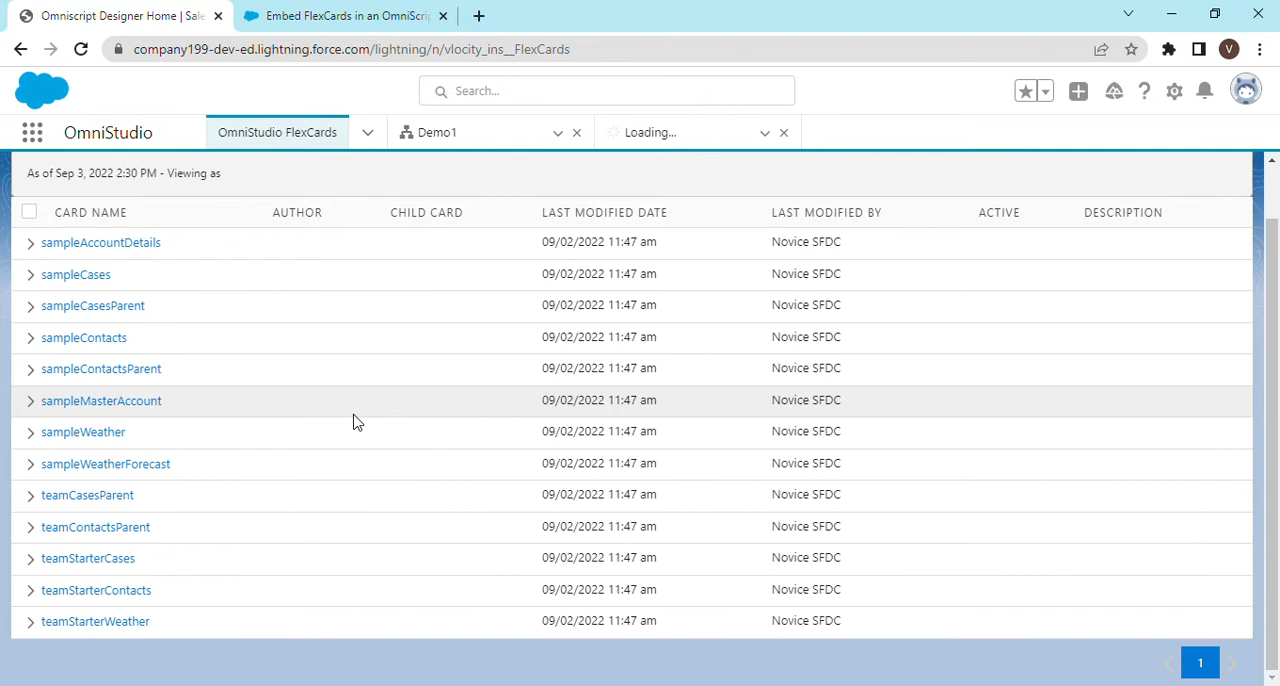 Omniscript Designer Home | Sale
Embed FlexCards in an OmniScrip
company199-dev-ed.lightning.force.com/lightning/n/vlocity_ins__FlexCards
V
Search...
OmniStudio
OmniStudio FlexCards
Demo1
Loading...
As of Sep 3, 2022 2:30 PM - Viewing as
CARD NAME AUTHOR CHILD CARD LAST MODIFIED DATE LAST MODIFIED BY ACTIVE DESCRIPTION
sampleAccountDetails 09/02/2022 11:47 am Novice SFDC
sampleCases 09/02/2022 11:47 am Novice SFDC
sampleCasesParent 09/02/2022 11:47 am Novice SFDC
sampleContacts 09/02/2022 11:47 am Novice SFDC
sampleContactsParent 09/02/2022 11:47 am Novice SFDC
sampleMasterAccount 09/02/2022 11:47 am Novice SFDC
sampleWeather 09/02/2022 11:47 am Novice SFDC
sampleWeatherForecast 09/02/2022 11:47 am Novice SFDC
teamCasesParent 09/02/2022 11:47 am Novice SFDC
teamContactsParent 09/02/2022 11:47 am Novice SFDC
teamStarterCases 09/02/2022 11:47 am Novice SFDC
teamStarterContacts 09/02/2022 11:47 am Novice SFDC
teamStarterWeather 09/02/2022 11:47 am Novice SFDC
1